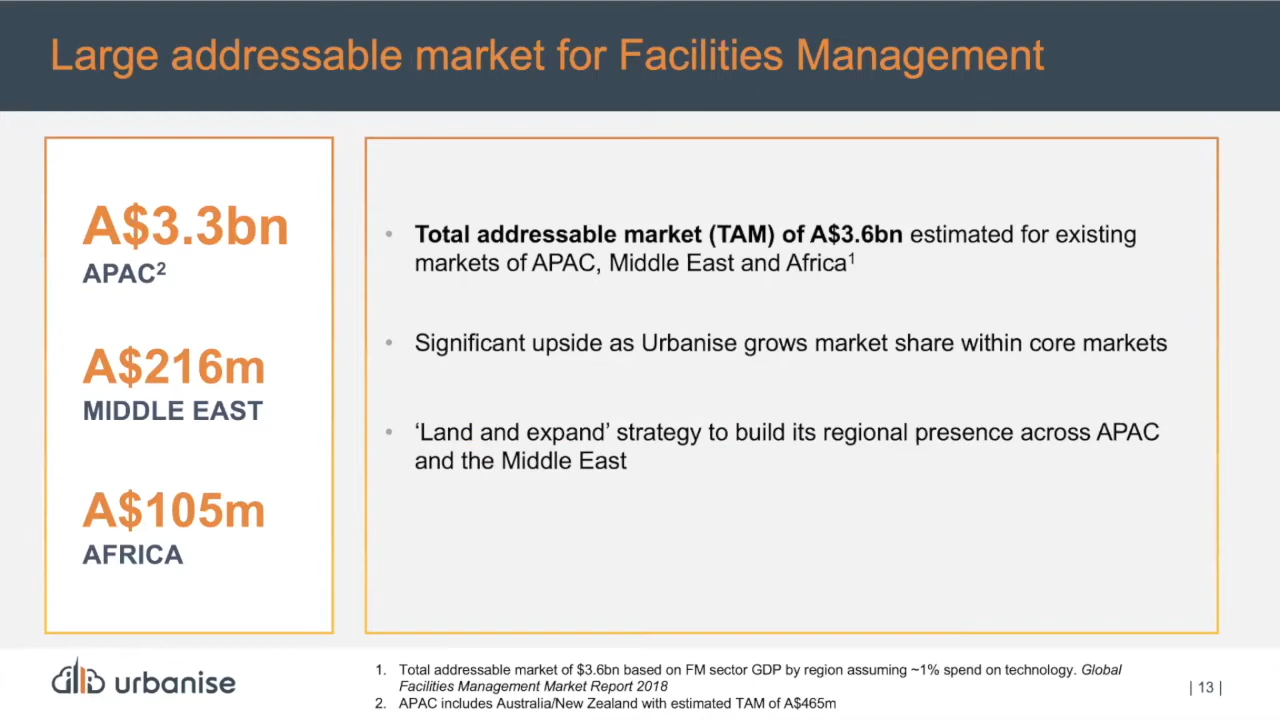 Large addressable market for Facilities Management
A$3.3bn
APAC²
A$216m
MIDDLE EAST
A$105m
AFRICA
• Total addressable market (TAM) of A$3.6bn estimated for existing
markets of APAC, Middle East and Africa¹
• Significant upside as Urbanise grows market share within core markets
• ‘Land and expand’ strategy to build its regional presence across APAC
and the Middle East
urbanise
1. Total addressable market of $3.6bn based on FM sector GDP by region assuming ~1% spend on technology. Global
Facilities Management Market Report 2018
2. APAC includes Australia/New Zealand with estimated TAM of A$465m
| 13 |